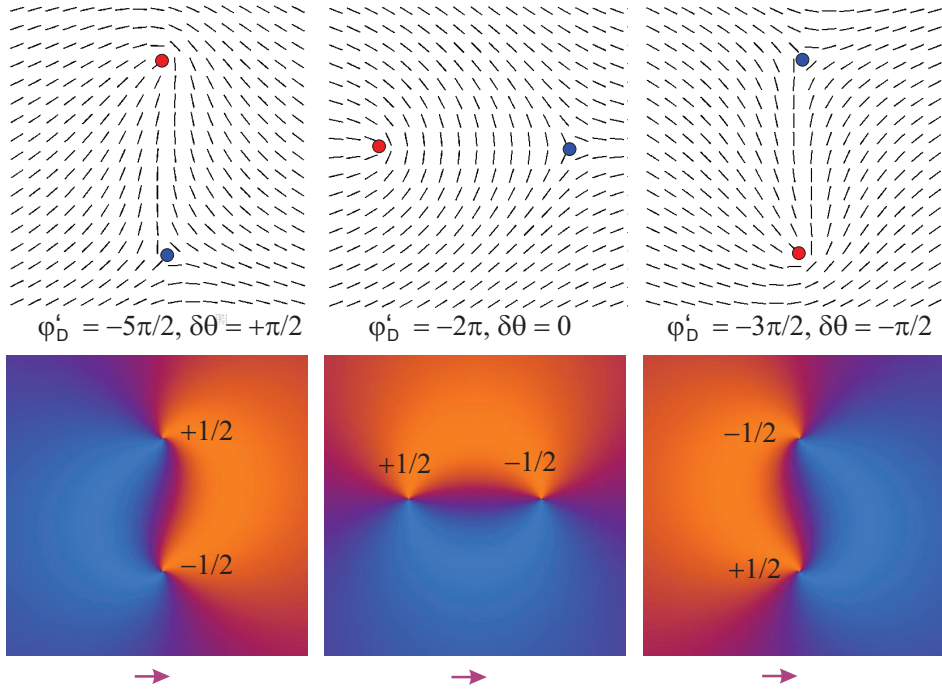 φ‘D = −5π/2, δθ = +π/2
φ‘D = −2π, δθ = 0
φ‘D = −3π/2, δθ = −π/2
+1/2
−1/2
+1/2
−1/2
−1/2
+1/2